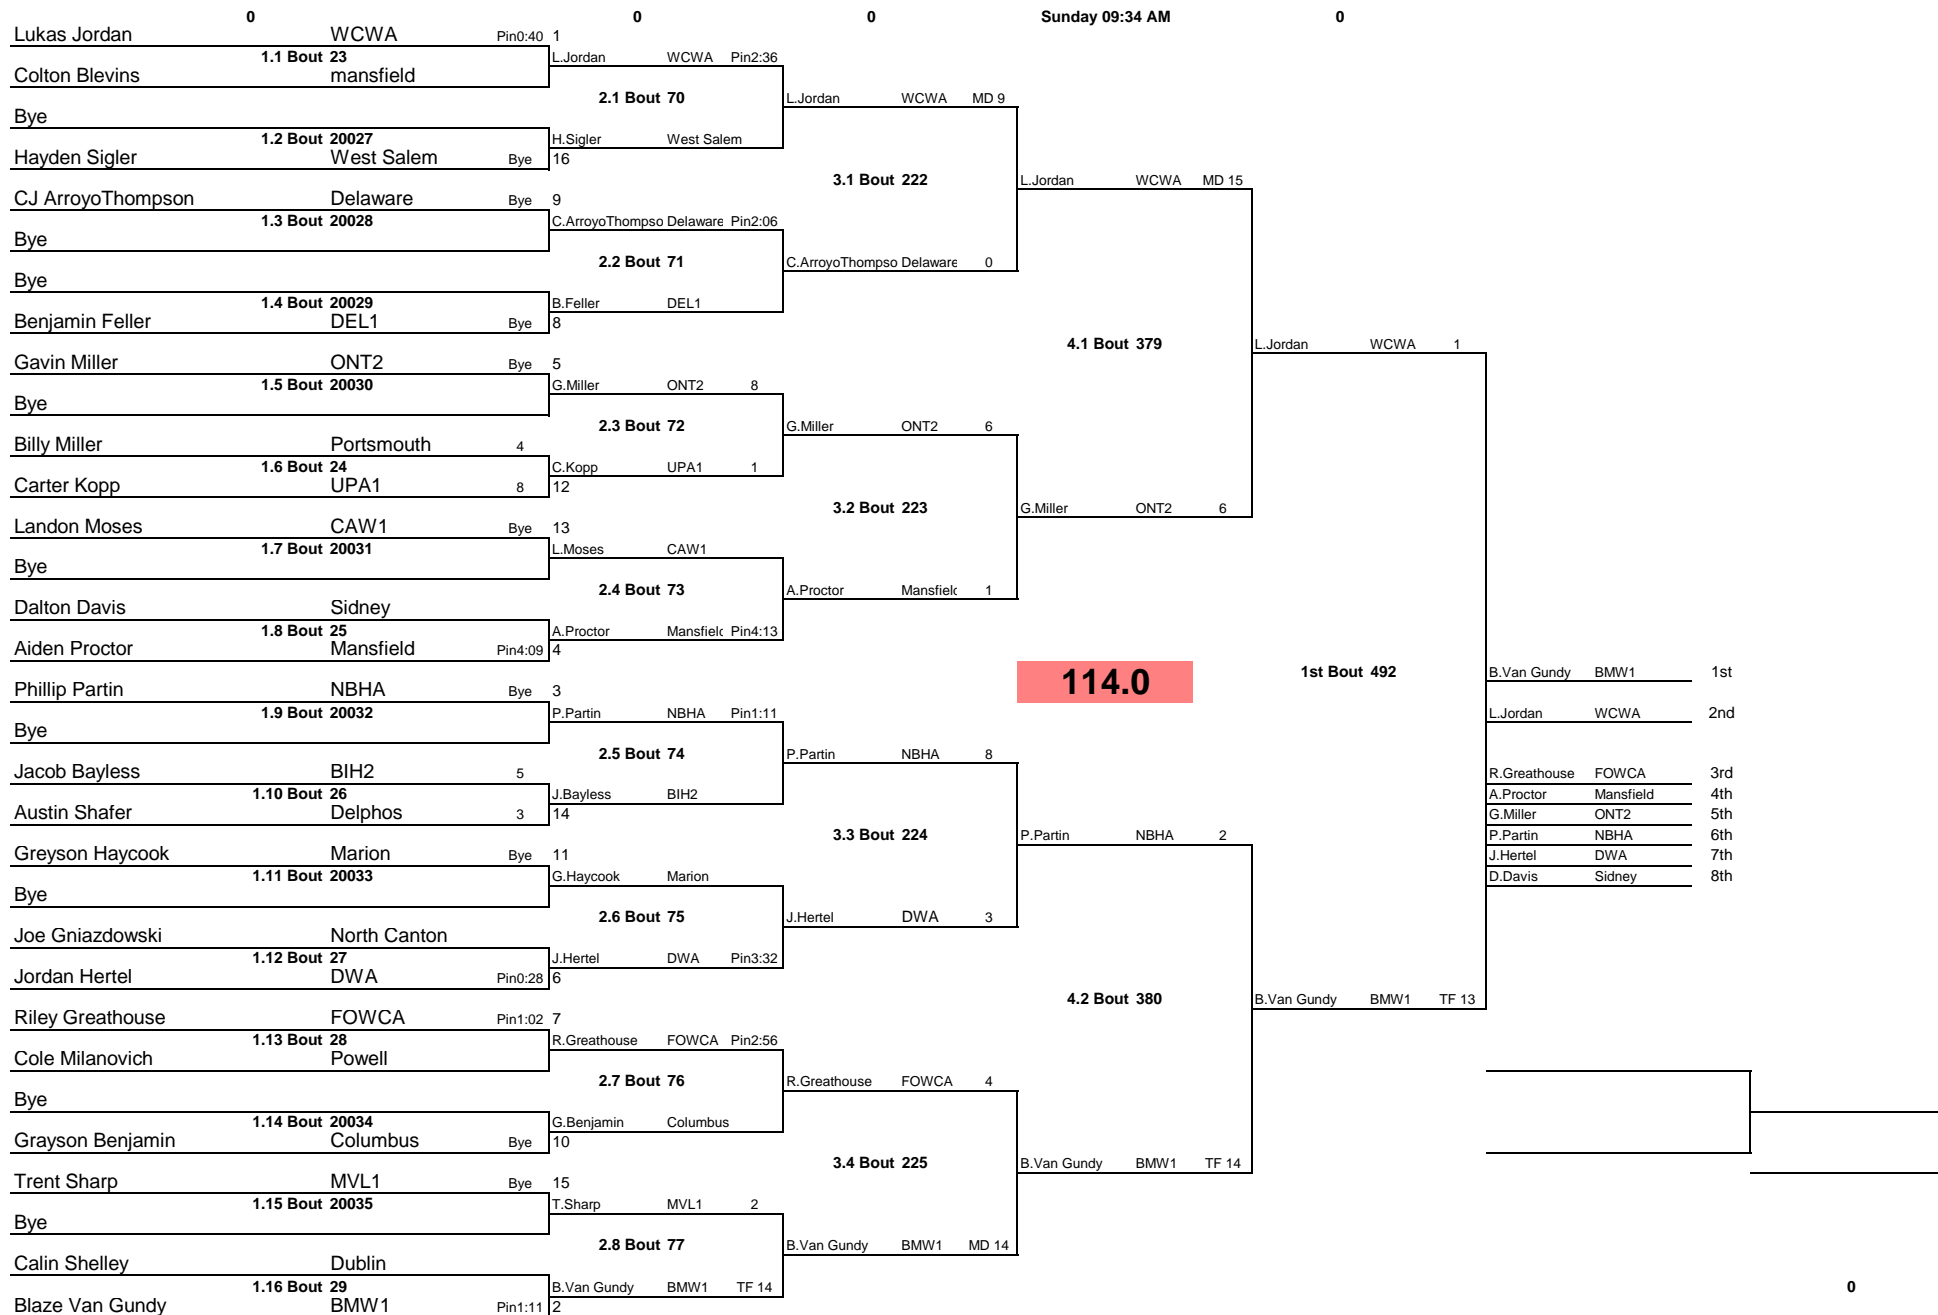 0 0 0 Sunday 09:34 AM 0
Lukas Jordan WCWA Pin0:40 1
1.1 Bout 23 L.Jordan WCWA Pin2:36
Colton Blevins mansfield
2.1 Bout 70 L.Jordan WCWA MD 9
Bye
1.2 Bout 20027 H.Sigler West Salem
Hayden Sigler West Salem Bye 16
3.1 Bout 222 L.Jordan WCWA MD 15
CJ ArroyoThompson Delaware Bye 9
1.3 Bout 20028 C.ArroyoThompso Delaware Pin2:06
Bye
2.2 Bout 71 C.ArroyoThompso Delaware 0
Bye
1.4 Bout 20029 B.Feller DEL1
Benjamin Feller DEL1 Bye 8
4.1 Bout 379 L.Jordan WCWA 1
Gavin Miller ONT2 Bye 5
1.5 Bout 20030 G.Miller ONT2 8
Bye
2.3 Bout 72 G.Miller ONT2 6
Billy Miller Portsmouth 4
1.6 Bout 24 C.Kopp UPA1 1
Carter Kopp UPA1 8 12
3.2 Bout 223 G.Miller ONT2 6
Landon Moses CAW1 Bye 13
1.7 Bout 20031 L.Moses CAW1
Bye
2.4 Bout 73 A.Proctor Mansfield 1
Dalton Davis Sidney
1.8 Bout 25 A.Proctor Mansfield Pin4:13
Aiden Proctor Mansfield Pin4:09 4
114.0 1st Bout 492 B.Van Gundy BMW1 1st
Phillip Partin NBHA Bye 3
1.9 Bout 20032 P.Partin NBHA Pin1:11 L.Jordan WCWA 2nd
Bye
2.5 Bout 74 P.Partin NBHA 8
Jacob Bayless BIH2 5 R.Greathouse FOWCA 3rd
1.10 Bout 26 J.Bayless BIH2 A.Proctor Mansfield 4th
Austin Shafer Delphos 3 14 G.Miller ONT2 5th
3.3 Bout 224 P.Partin NBHA 2 P.Partin NBHA 6th
Greyson Haycook Marion Bye 11 J.Hertel DWA 7th
1.11 Bout 20033 G.Haycook Marion D.Davis Sidney 8th
Bye
2.6 Bout 75 J.Hertel DWA 3
Joe Gniazdowski North Canton
1.12 Bout 27 J.Hertel DWA Pin3:32
Jordan Hertel DWA Pin0:28 6
4.2 Bout 380 B.Van Gundy BMW1 TF 13
Riley Greathouse FOWCA Pin1:02 7
1.13 Bout 28 R.Greathouse FOWCA Pin2:56
Cole Milanovich Powell
2.7 Bout 76 R.Greathouse FOWCA 4
Bye
1.14 Bout 20034 G.Benjamin Columbus
Grayson Benjamin Columbus Bye 10
3.4 Bout 225 B.Van Gundy BMW1 TF 14
Trent Sharp MVL1 Bye 15
1.15 Bout 20035 T.Sharp MVL1 2
Bye
2.8 Bout 77 B.Van Gundy BMW1 MD 14
Calin Shelley Dublin
1.16 Bout 29 B.Van Gundy BMW1 TF 14 0
Blaze Van Gundy BMW1 Pin1:11 2